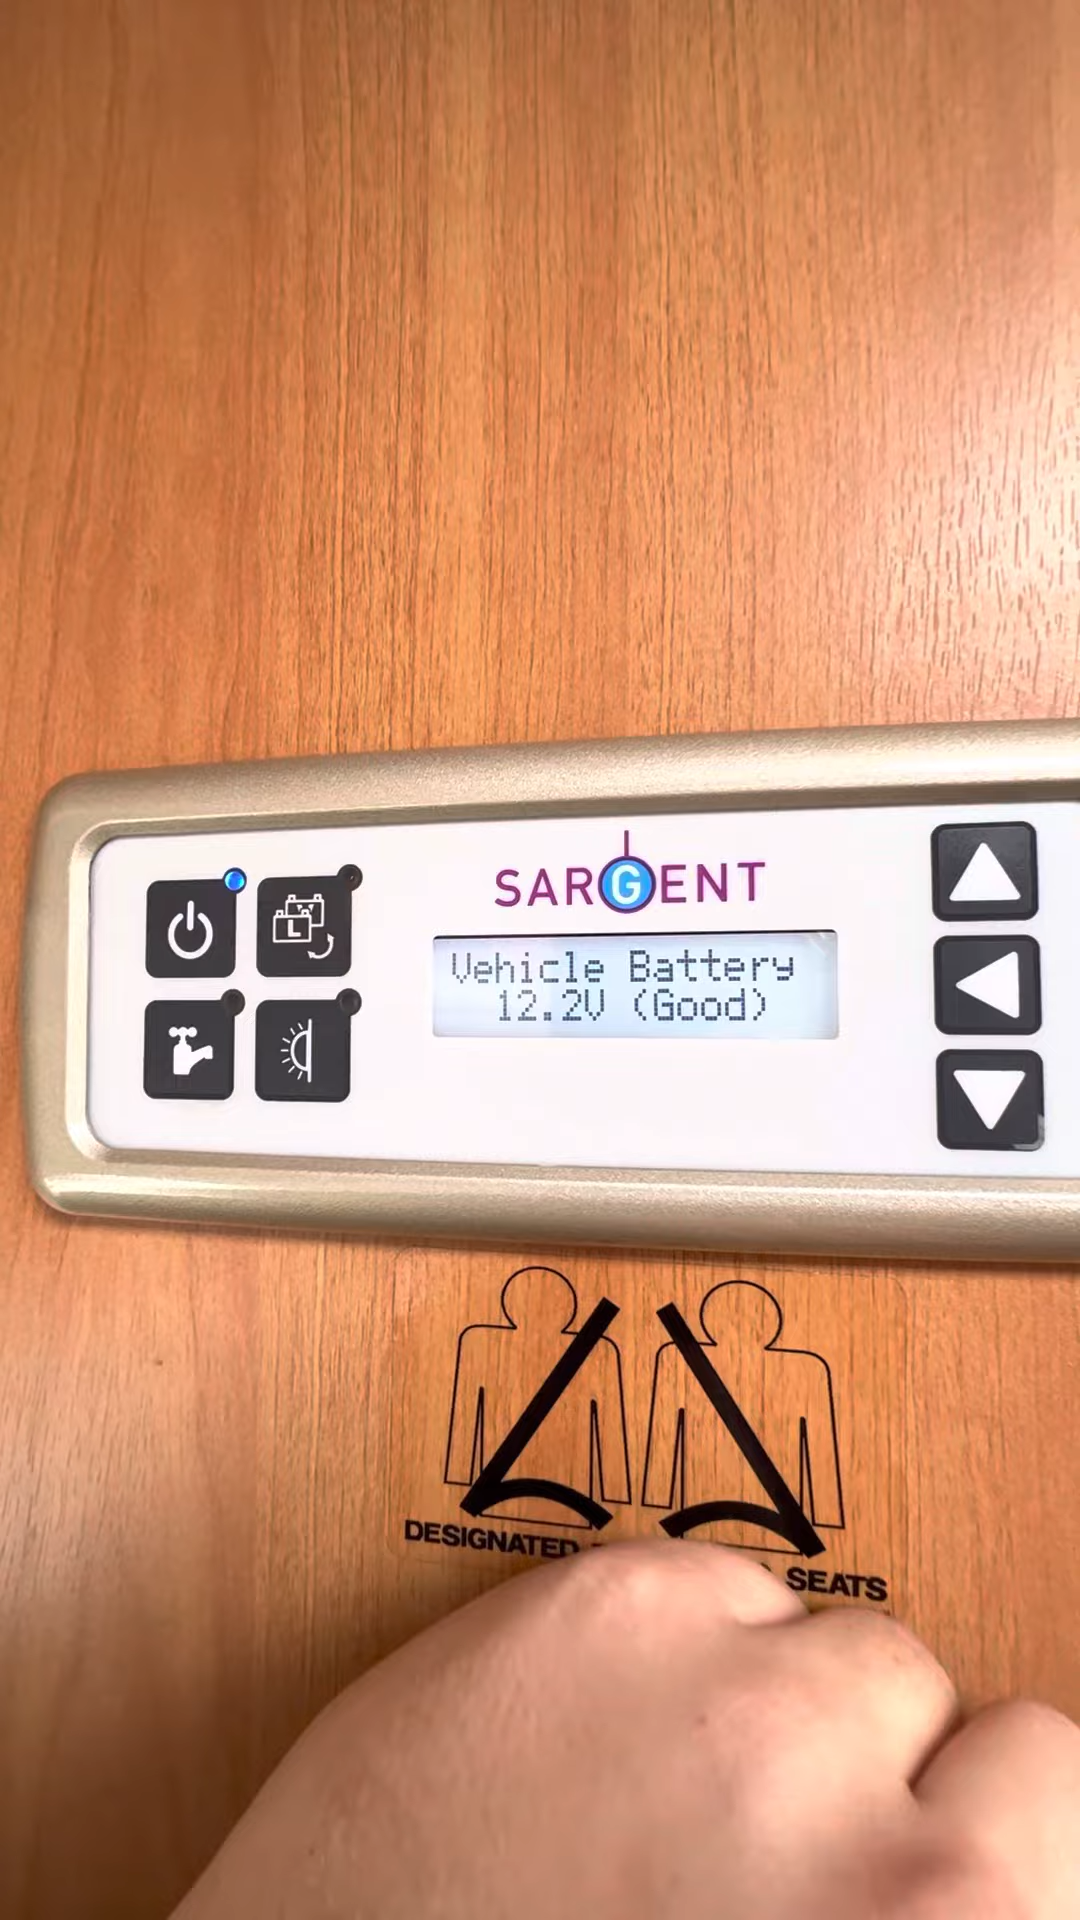 SARGENT
Vehicle Battery
12.2V (Good)
L
DESIGNATED SEATS